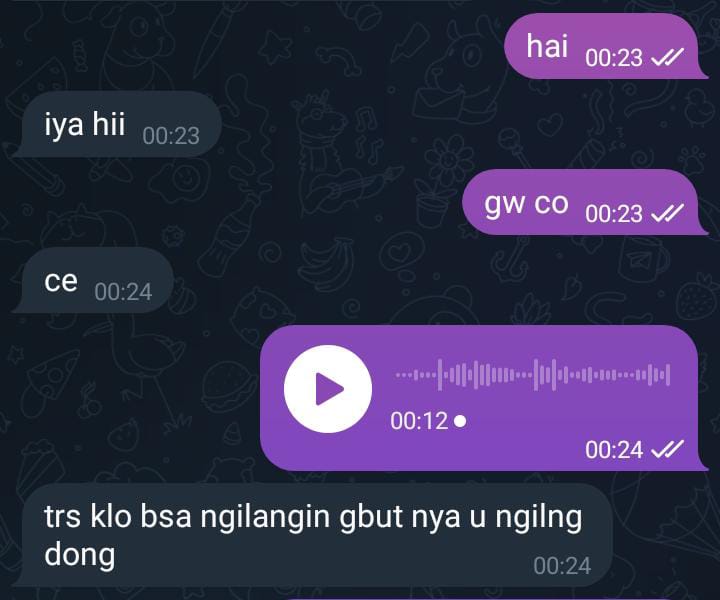 hai 00:23
iya hii 00:23
gw co 00:23
ce 00:24
00:12
00:24
trs klo bsa ngilangin gbut nya u ngilng
dong 00:24